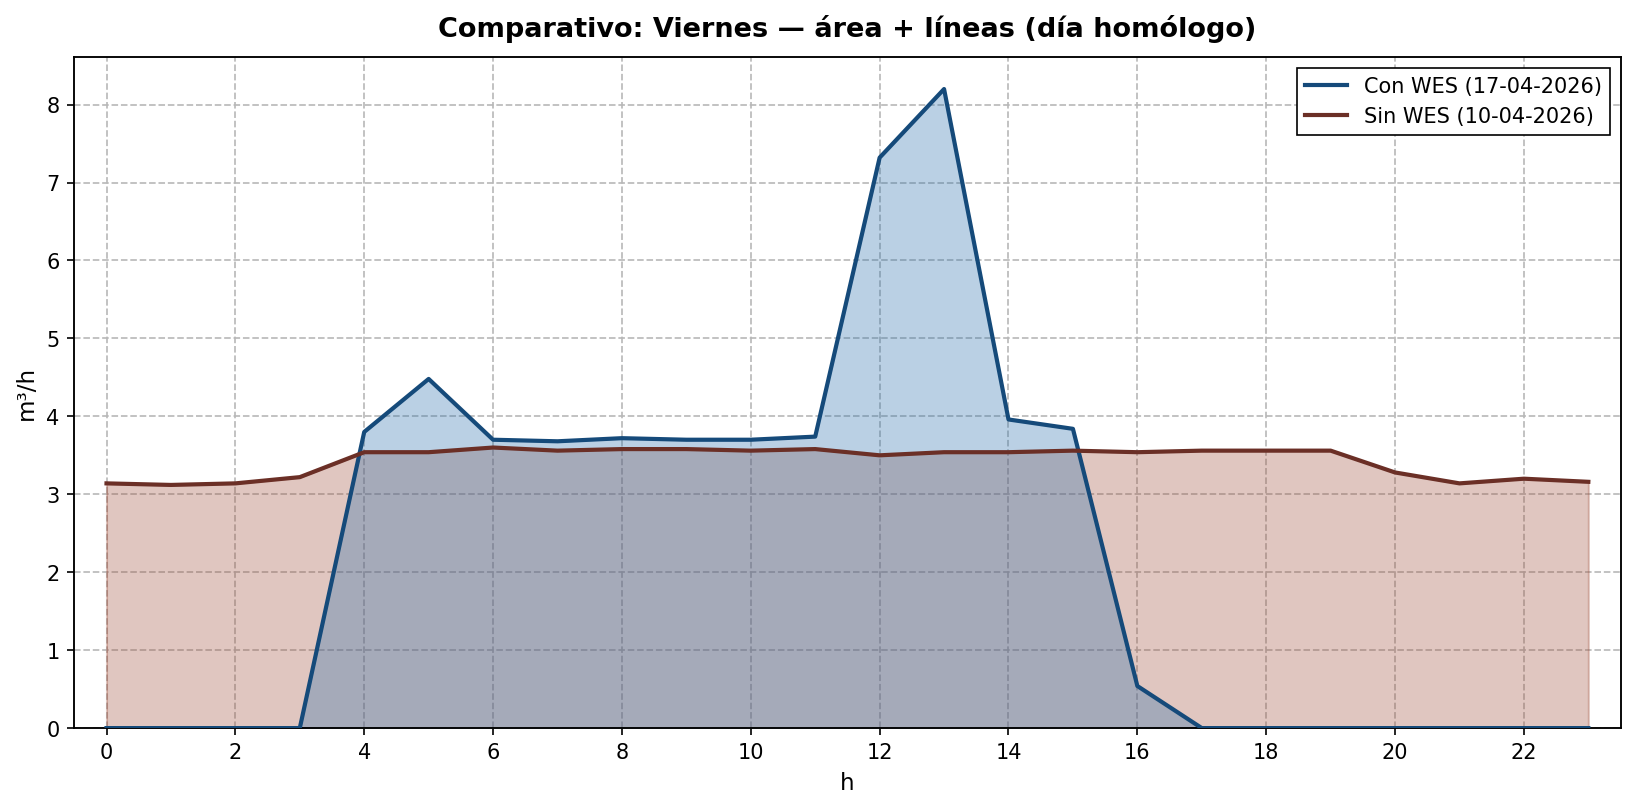 Comparativo: Viernes — área + líneas (día homólogo)
Con WES (17-04-2026)
Sin WES (10-04-2026)
m³/h
8
7
6
5
4
3
2
1
0
0 2 4 6 8 10 12 14 16 18 20 22
h